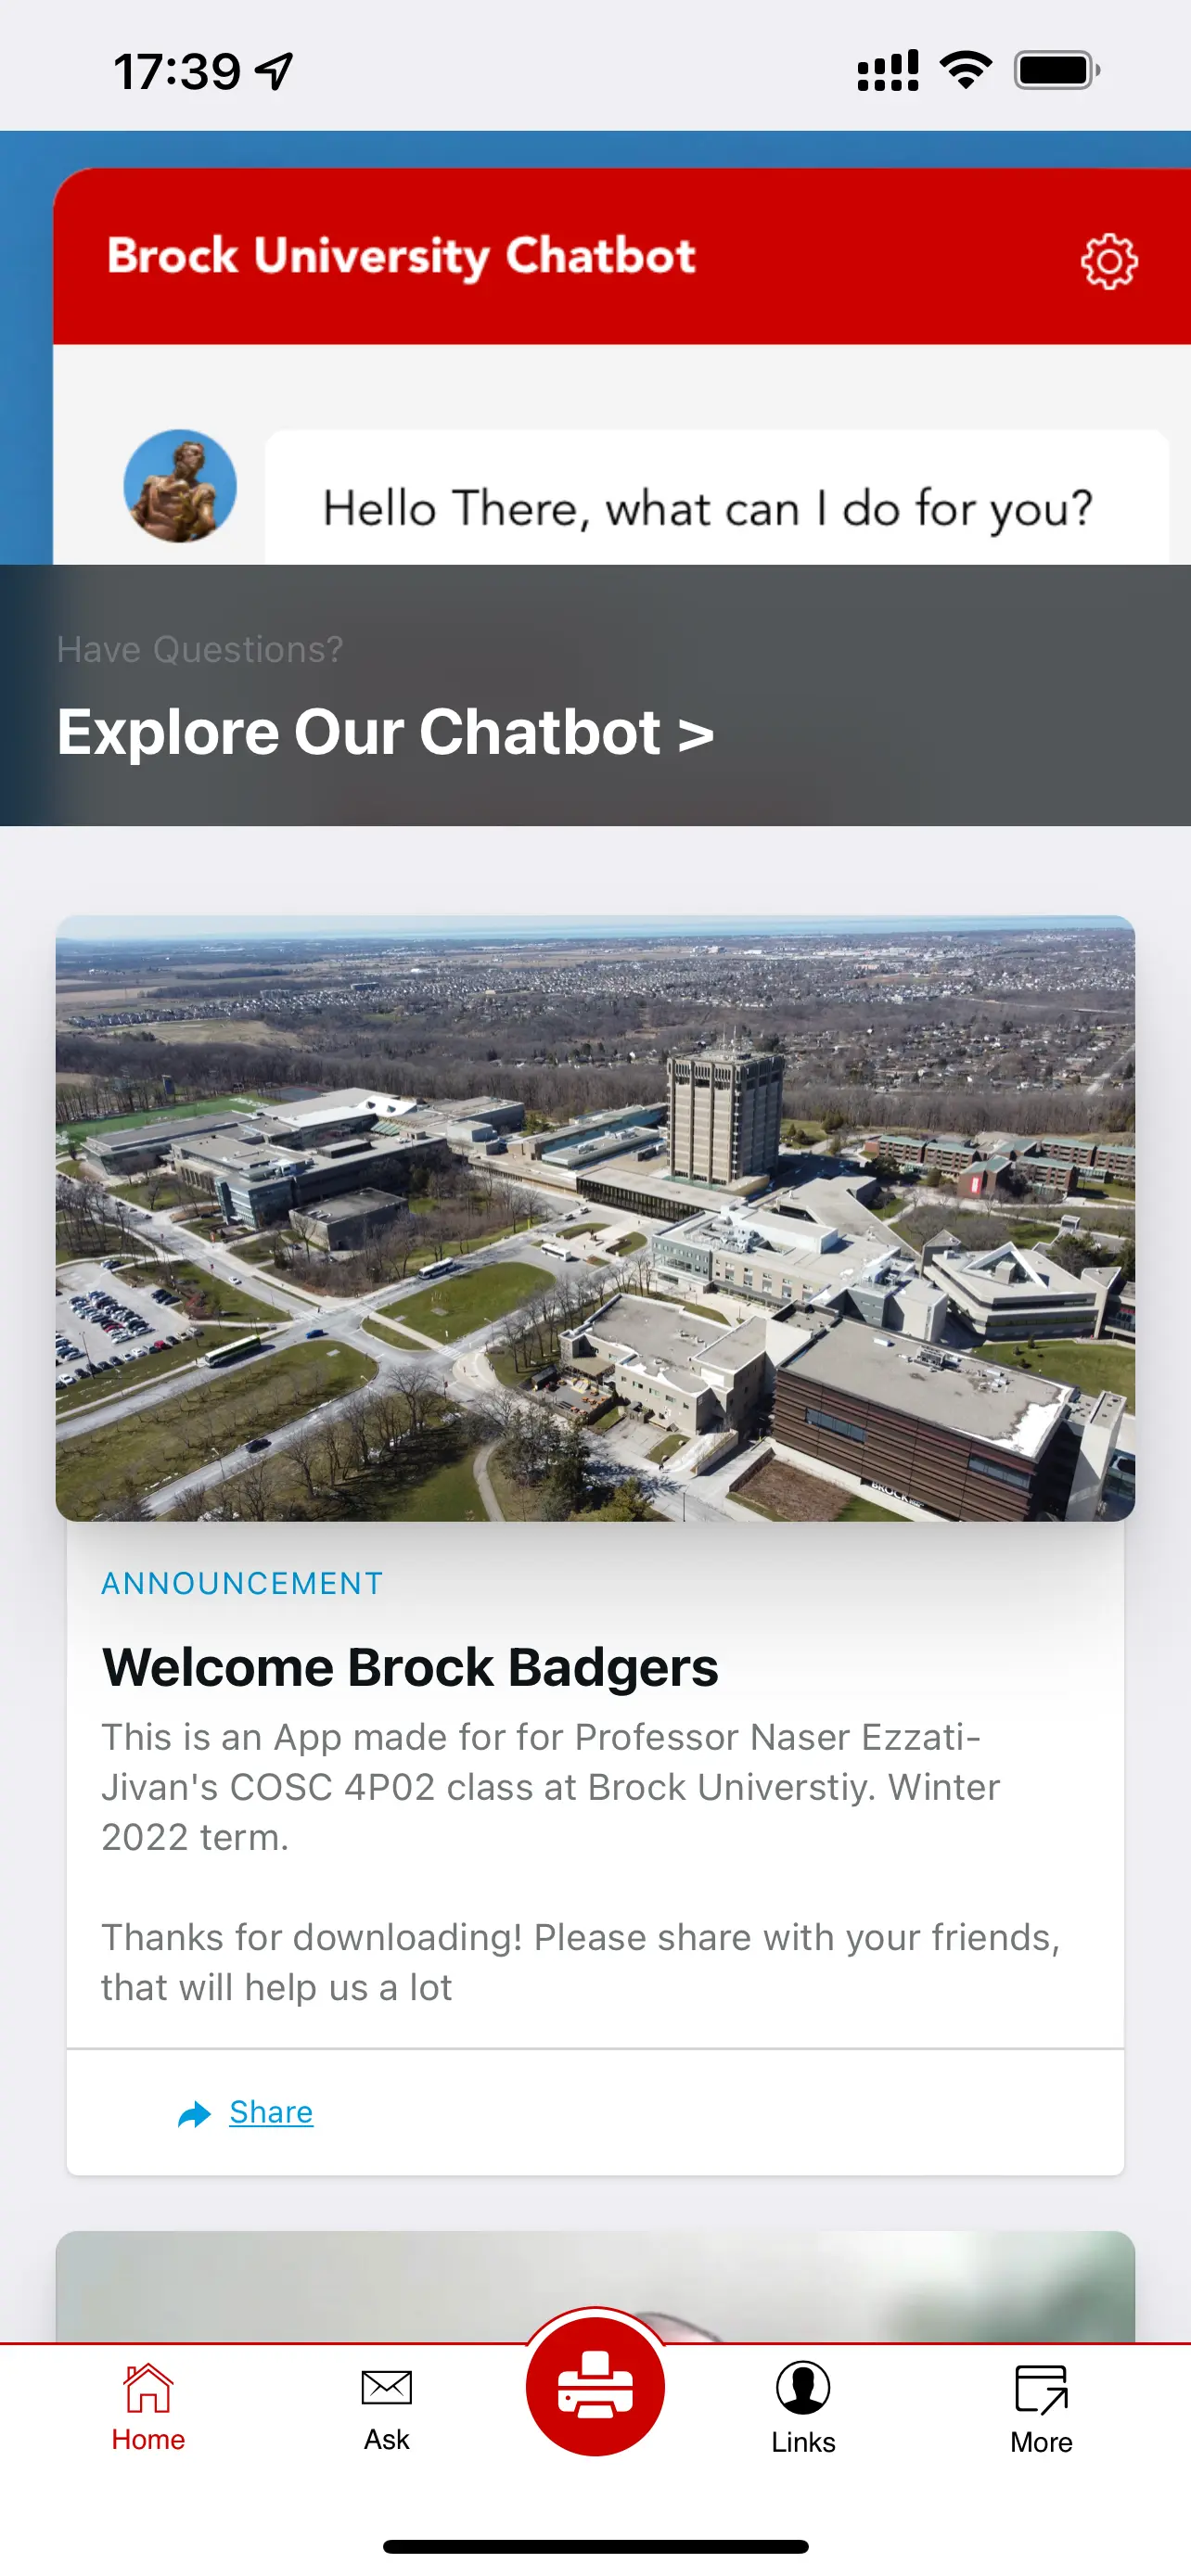 17:39
Brock University Chatbot
Hello There, what can I do for you?
Have Questions?
Explore Our Chatbot >
BROCK
ANNOUNCEMENT
Welcome Brock Badgers
This is an App made for for Professor Naser Ezzati-
Jivan's COSC 4P02 class at Brock Universtiy. Winter
2022 term.
Thanks for downloading! Please share with your friends,
that will help us a lot
Share
Home
Ask
Links
More